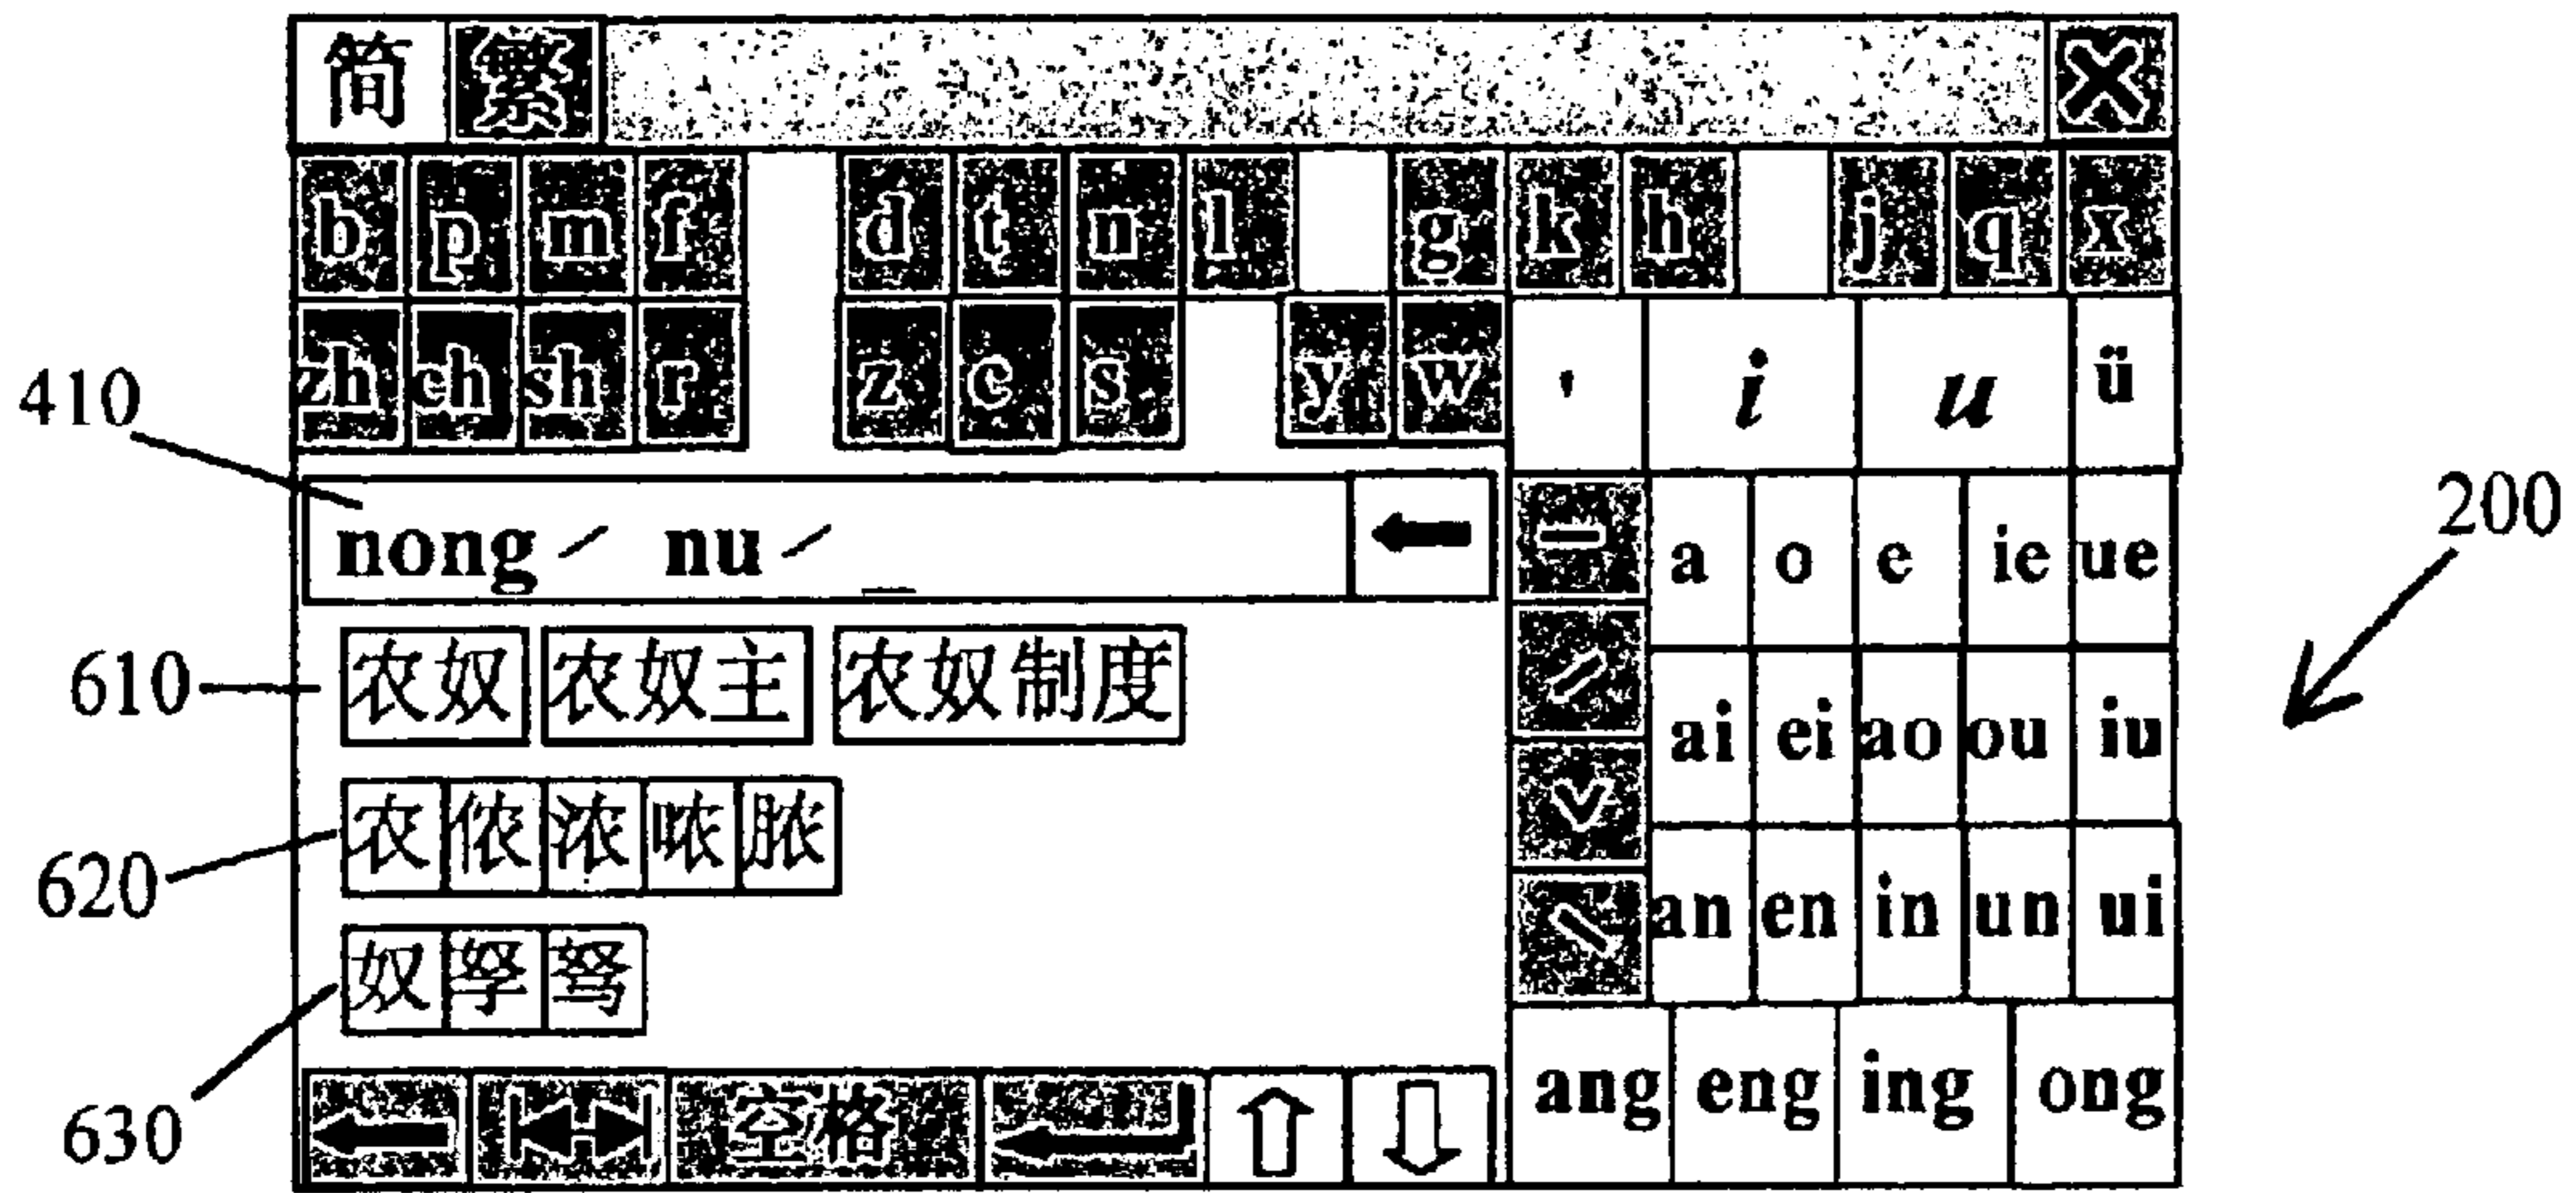 简 繁
b p m f d t n l g k h j q x
zh ch sh r z c s y w ' i u ü
410
nong ˊ nu ˊ _
a o e ie ue
200
610
农奴 农奴主 农奴制度
ai ei ao ou iu
620
农 侬 浓 哝 脓
an en in un ui
630
奴 孥 驽
空格
ang eng ing ong